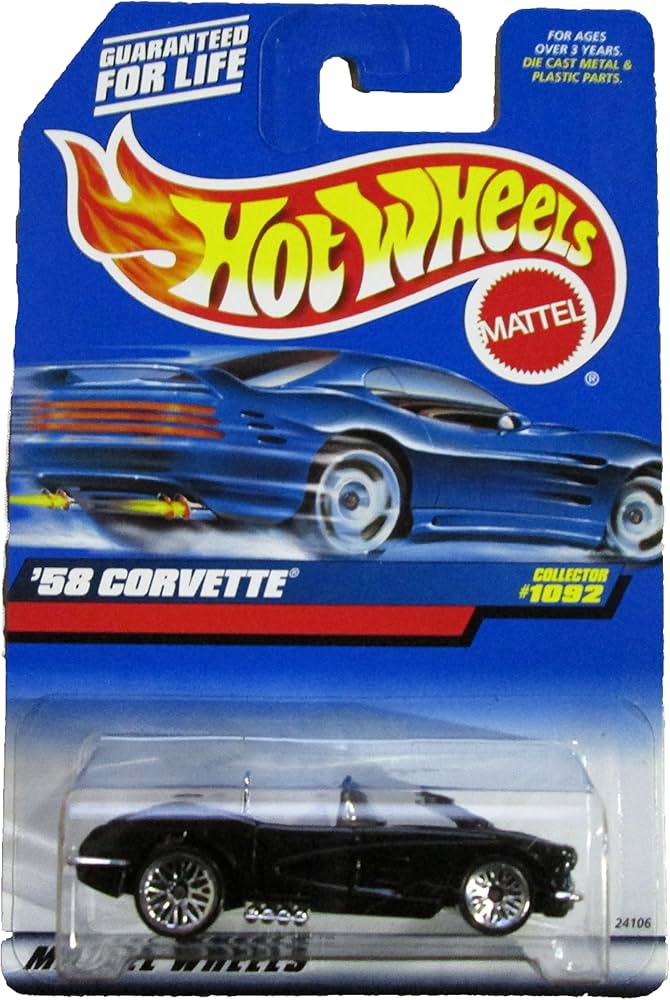 GUARANTEED
FOR LIFE
FOR AGES
OVER 3 YEARS.
DIE CAST METAL &
PLASTIC PARTS.
HOT WHEELS
®
MATTEL
®
'58 CORVETTE®
COLLECTOR
#1092
24106
WHEELS